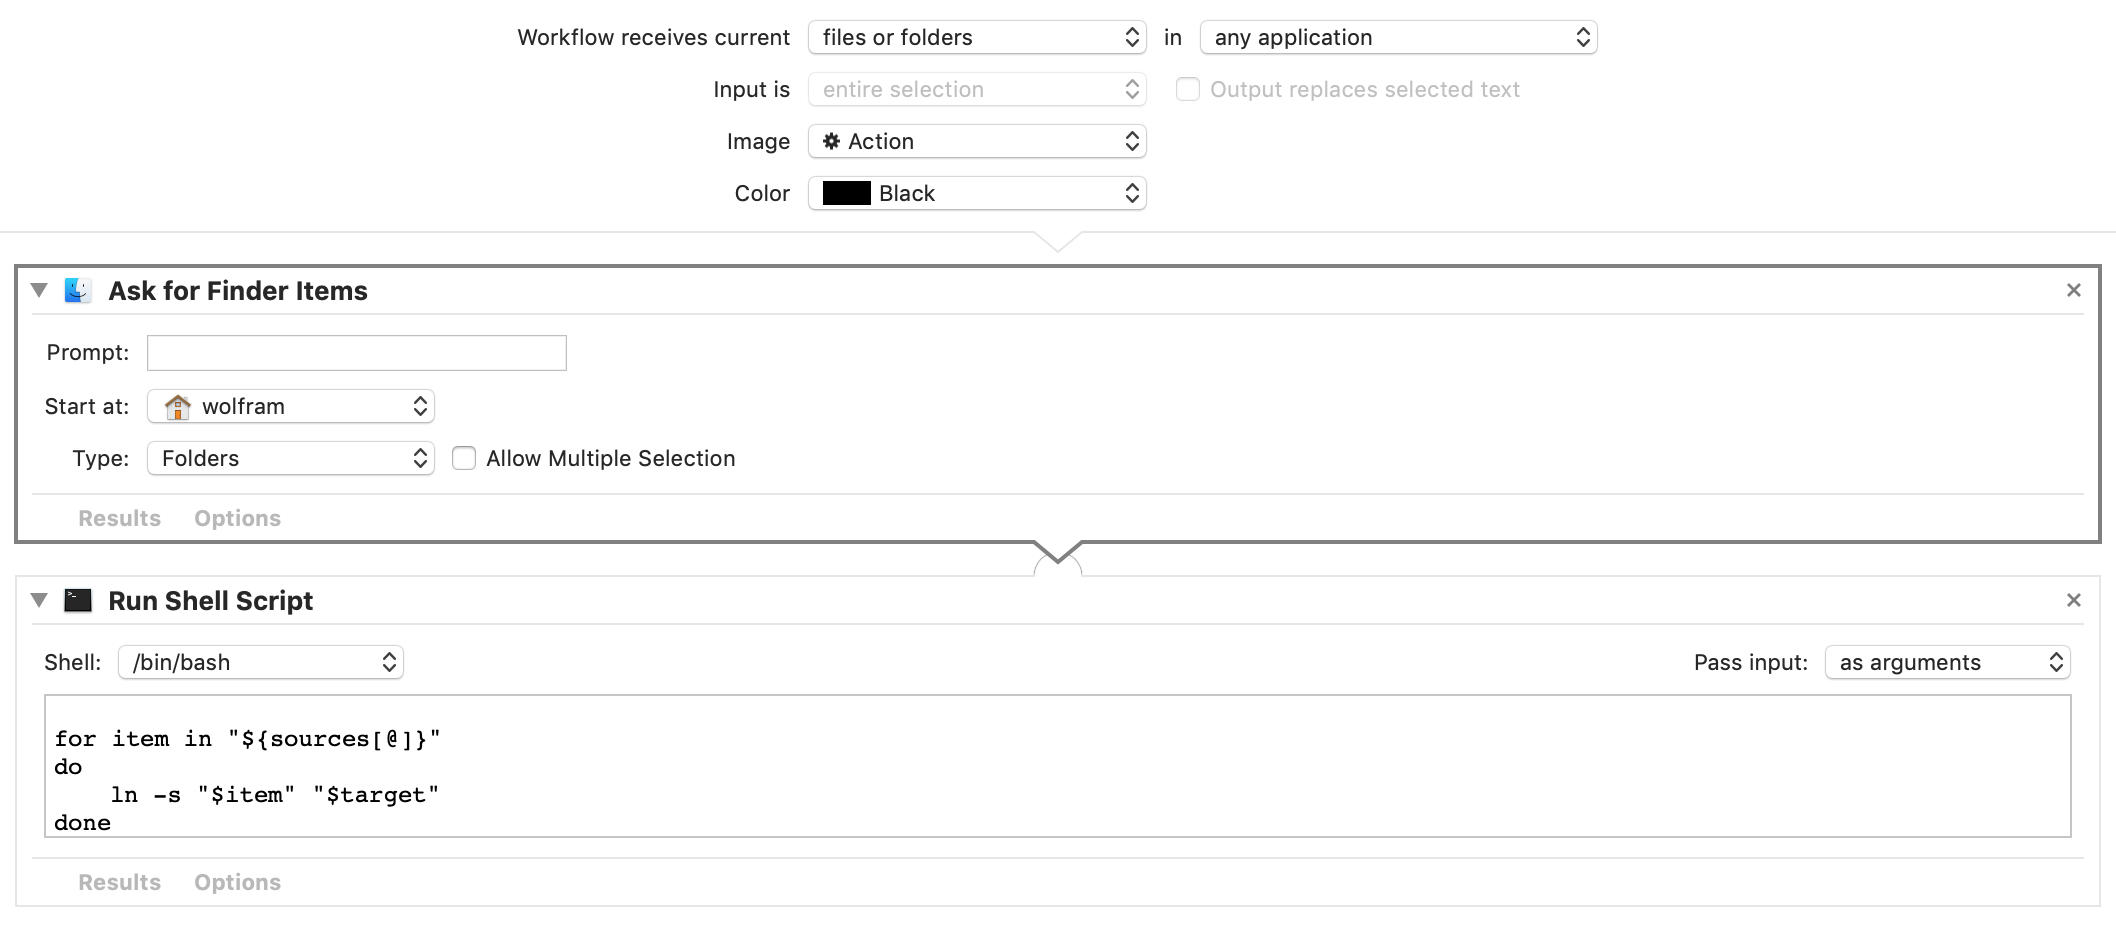 Workflow receives current files or folders in any application
Input is entire selection Output replaces selected text
Image Action
Color Black
Ask for Finder Items
Prompt:
Start at: wolfram
Type: Folders Allow Multiple Selection
Results Options
Run Shell Script
Shell: /bin/bash Pass input: as arguments
for item in "${sources[@]}"
do
    ln -s "$item" "$target"
done
Results Options